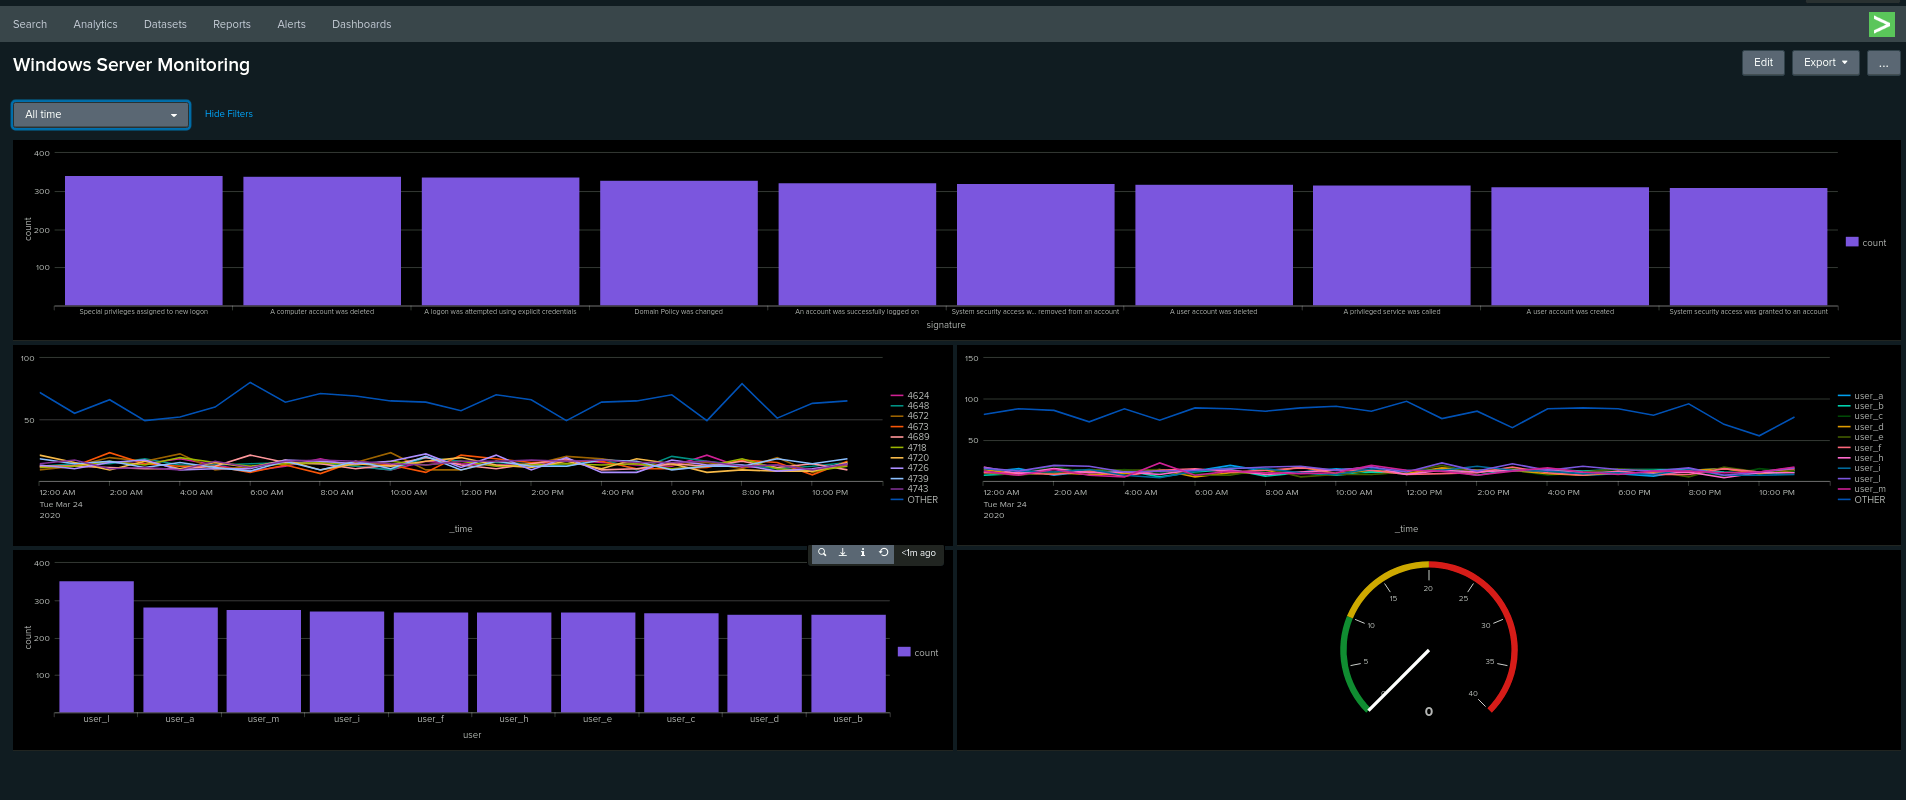 Search Analytics Datasets Reports Alerts Dashboards
>
Windows Server Monitoring
Edit Export ...
All time Hide Filters
400
300
200
100
count
Special privileges assigned to new logon A computer account was deleted A logon was attempted using explicit credentials Domain Policy was changed An account was successfully logged on System security access w... removed from an account A user account was deleted A privileged service was called A user account was created System security access was granted to an account
signature
count
100
50
12:00 AM 2:00 AM 4:00 AM 6:00 AM 8:00 AM 10:00 AM 12:00 PM 2:00 PM 4:00 PM 6:00 PM 8:00 PM 10:00 PM
Tue Mar 24
2020
_time
4624
4648
4672
4673
4689
4718
4720
4726
4739
4743
OTHER
150
100
50
12:00 AM 2:00 AM 4:00 AM 6:00 AM 8:00 AM 10:00 AM 12:00 PM 2:00 PM 4:00 PM 6:00 PM 8:00 PM 10:00 PM
Tue Mar 24
2020
_time
user_a
user_b
user_c
user_d
user_e
user_f
user_h
user_i
user_l
user_m
OTHER
<1m ago
400
300
200
100
count
user_l user_a user_m user_i user_f user_h user_e user_c user_d user_b
user
count
0
5
10
15
20
25
30
35
40
0